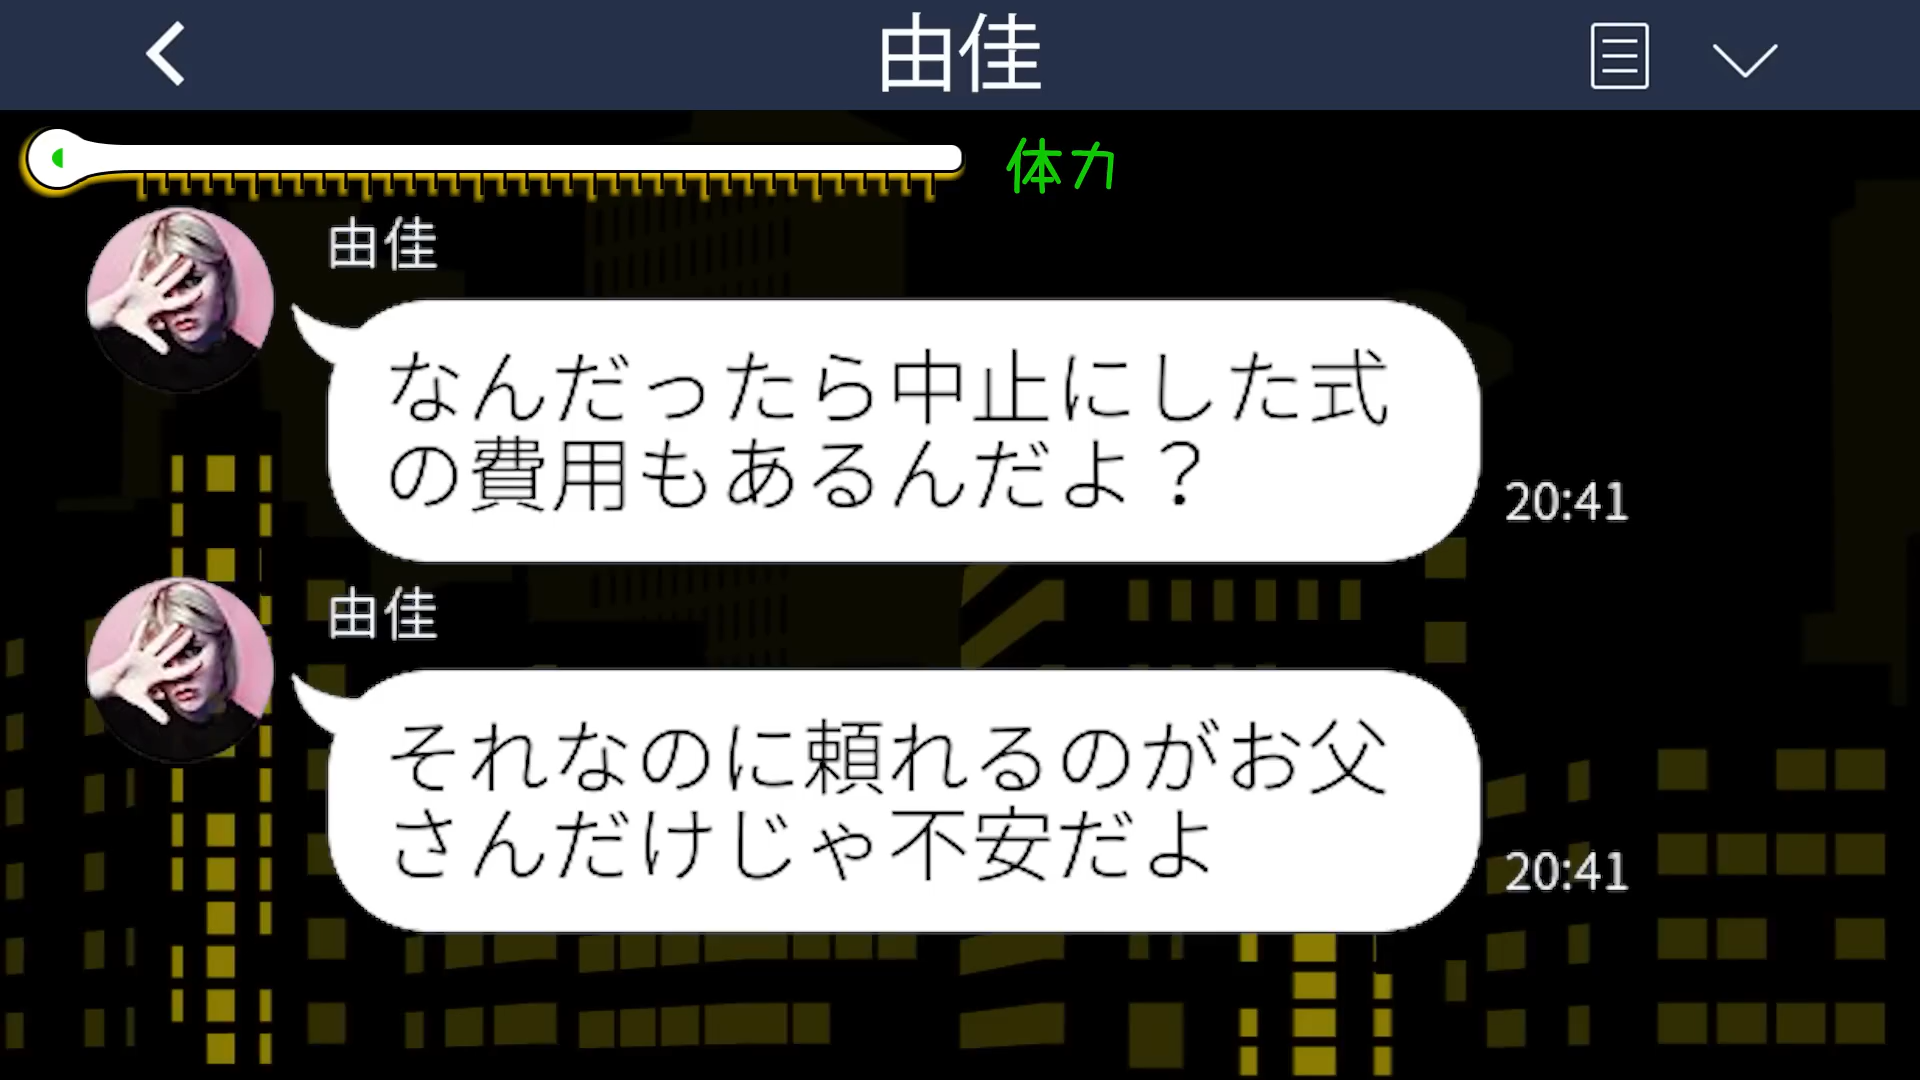 由佳
体力
由佳
なんだったら中止にした式
の費用もあるんだよ？
20:41
由佳
それなのに頼れるのがお父
さんだけじゃ不安だよ
20:41